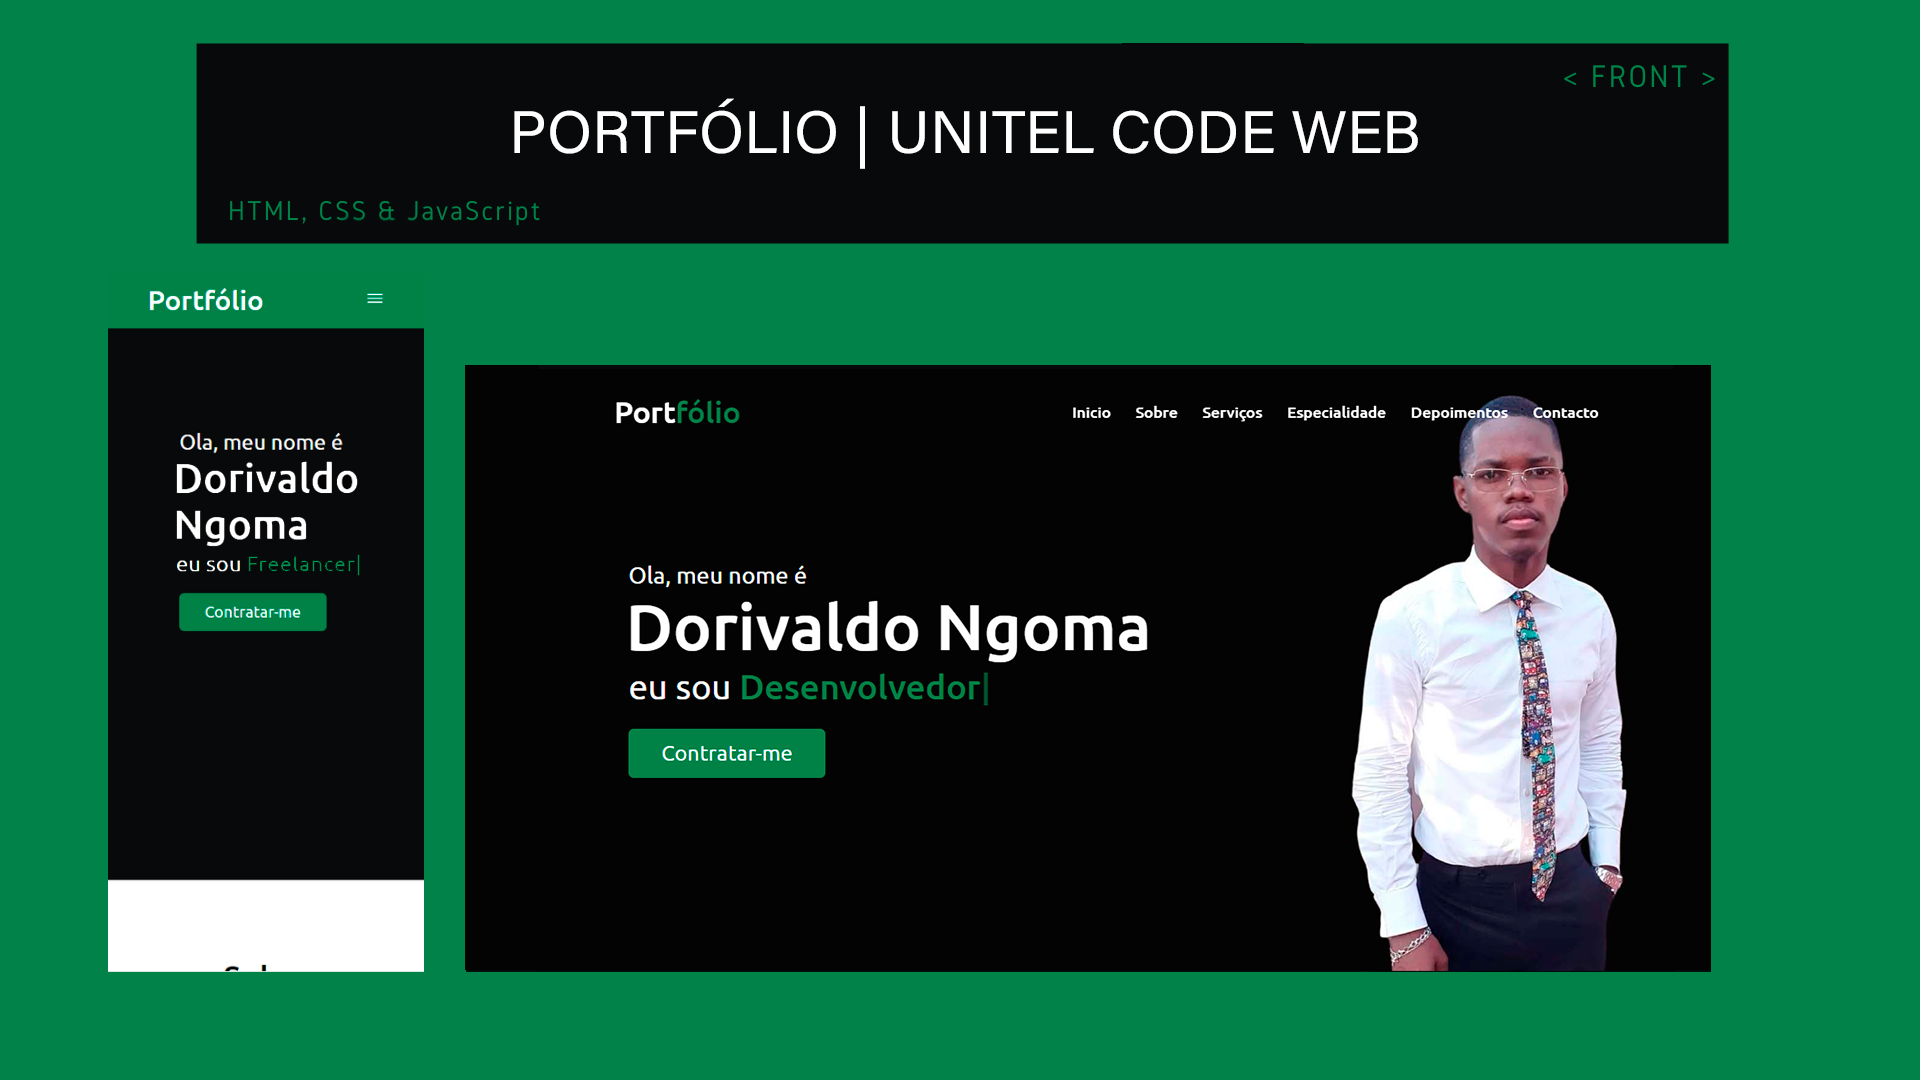 < FRONT >
PORTFÓLIO | UNITEL CODE WEB
HTML, CSS & JavaScript
Portfólio
Ola, meu nome é
Dorivaldo
Ngoma
eu sou Freelancer|
Contratar-me
Portfólio
Inicio Sobre Serviços Especialidade Depoimentos Contacto
Ola, meu nome é
Dorivaldo Ngoma
eu sou Desenvolvedor|
Contratar-me